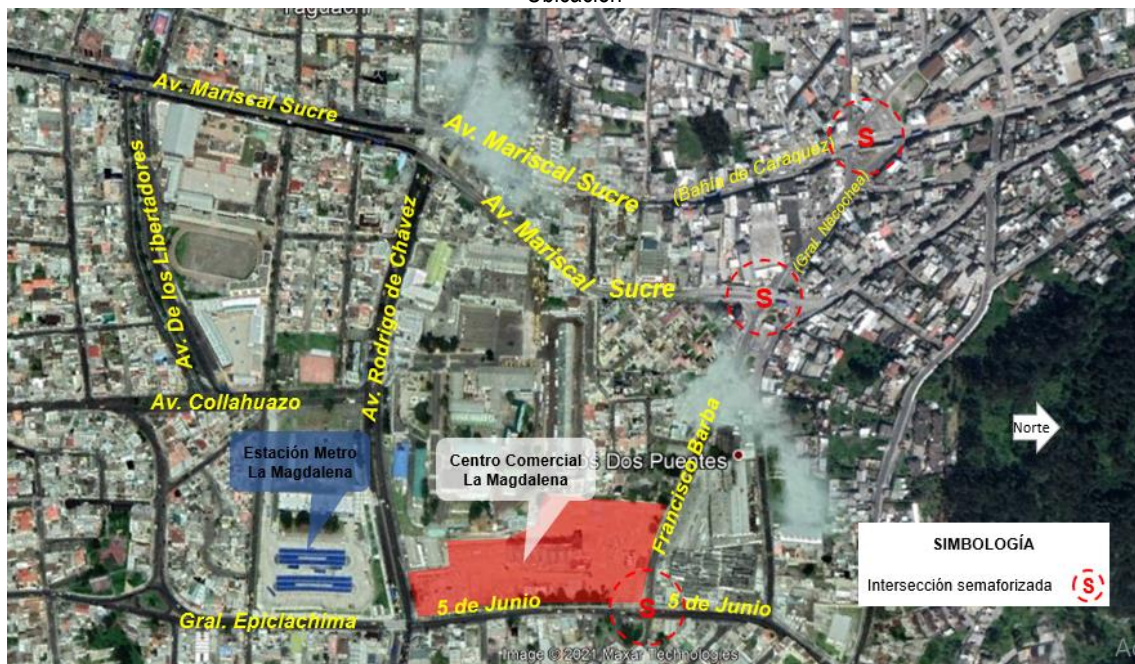 Ubicación
Yaguachi
Av. Mariscal Sucre
Av. Mariscal Sucre
(Bahía de Caráquez)
S
Av. De los Libertadores
Av. Rodrigo de Chávez
Av. Mariscal Sucre
(Gral. Necochea)
S
Av. Collahuazo
Estación Metro
La Magdalena
Centro Comercial
La Magdalena
os Dos Puentes
Francisco Barba
Norte
SIMBOLOGÍA
Intersección semaforizada
S
5 de Junio
S
5 de Junio
Gral. Epiclachima
Image © 2021 Maxar Technologies